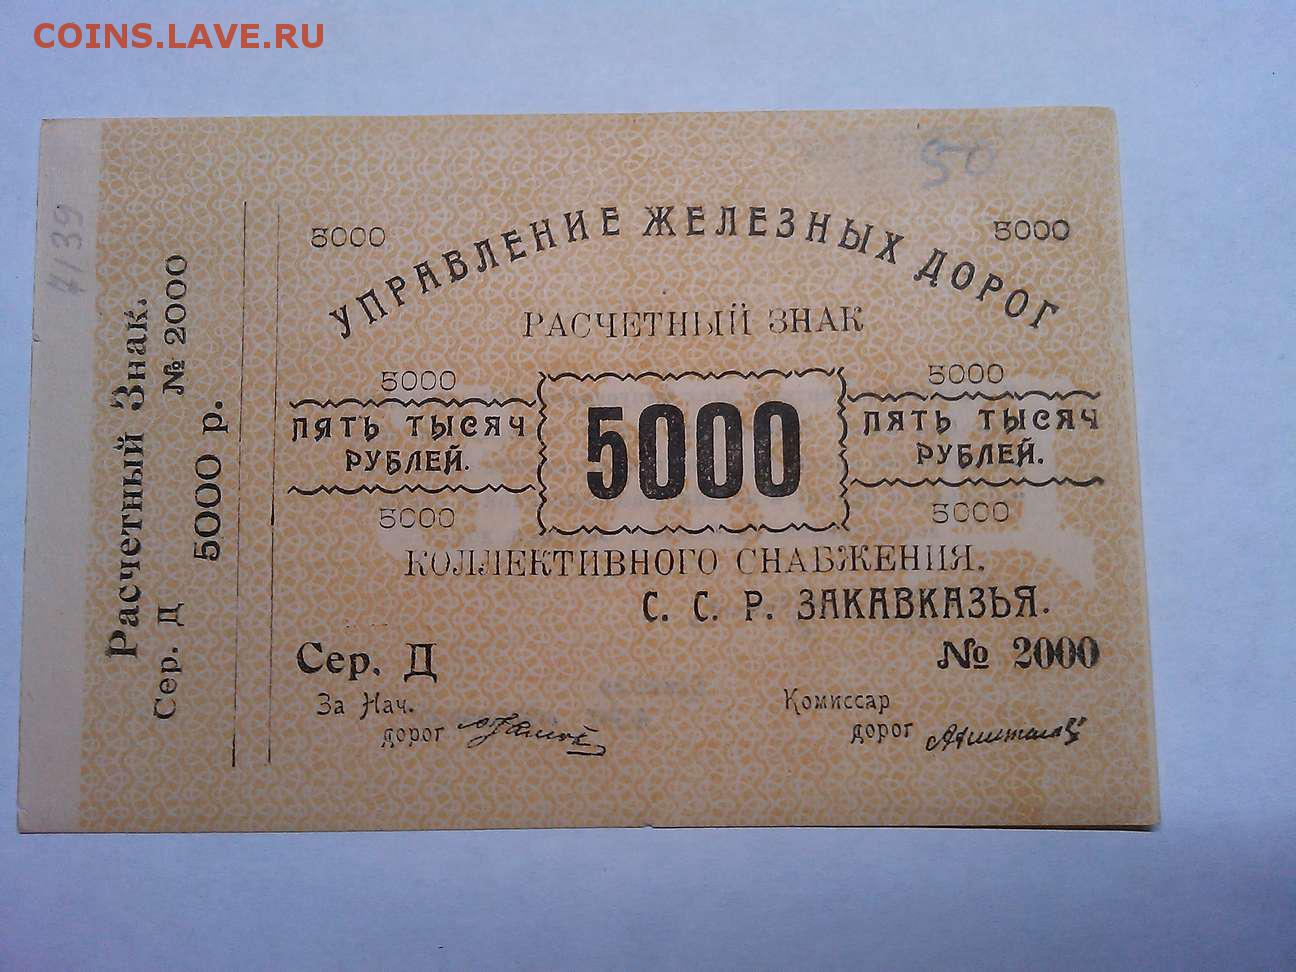 COINS.LAVE.RU
4139
Расчетный Знак.
Сер. Д № 2000
5000 р.
50
5000 5000
УПРАВЛЕНИЕ ЖЕЛЕЗНЫХ ДОРОГ
РАСЧЕТНЫЙ ЗНАК
5000 5000
ПЯТЬ ТЫСЯЧ РУБЛЕЙ.
5000
ПЯТЬ ТЫСЯЧ РУБЛЕЙ.
5000 5000
КОЛЛЕКТИВНОГО СНАБЖЕНИЯ.
С. С. Р. ЗАКАВКАЗЬЯ.
Сер. Д № 2000
За Нач. дорог
Комиссар дорог